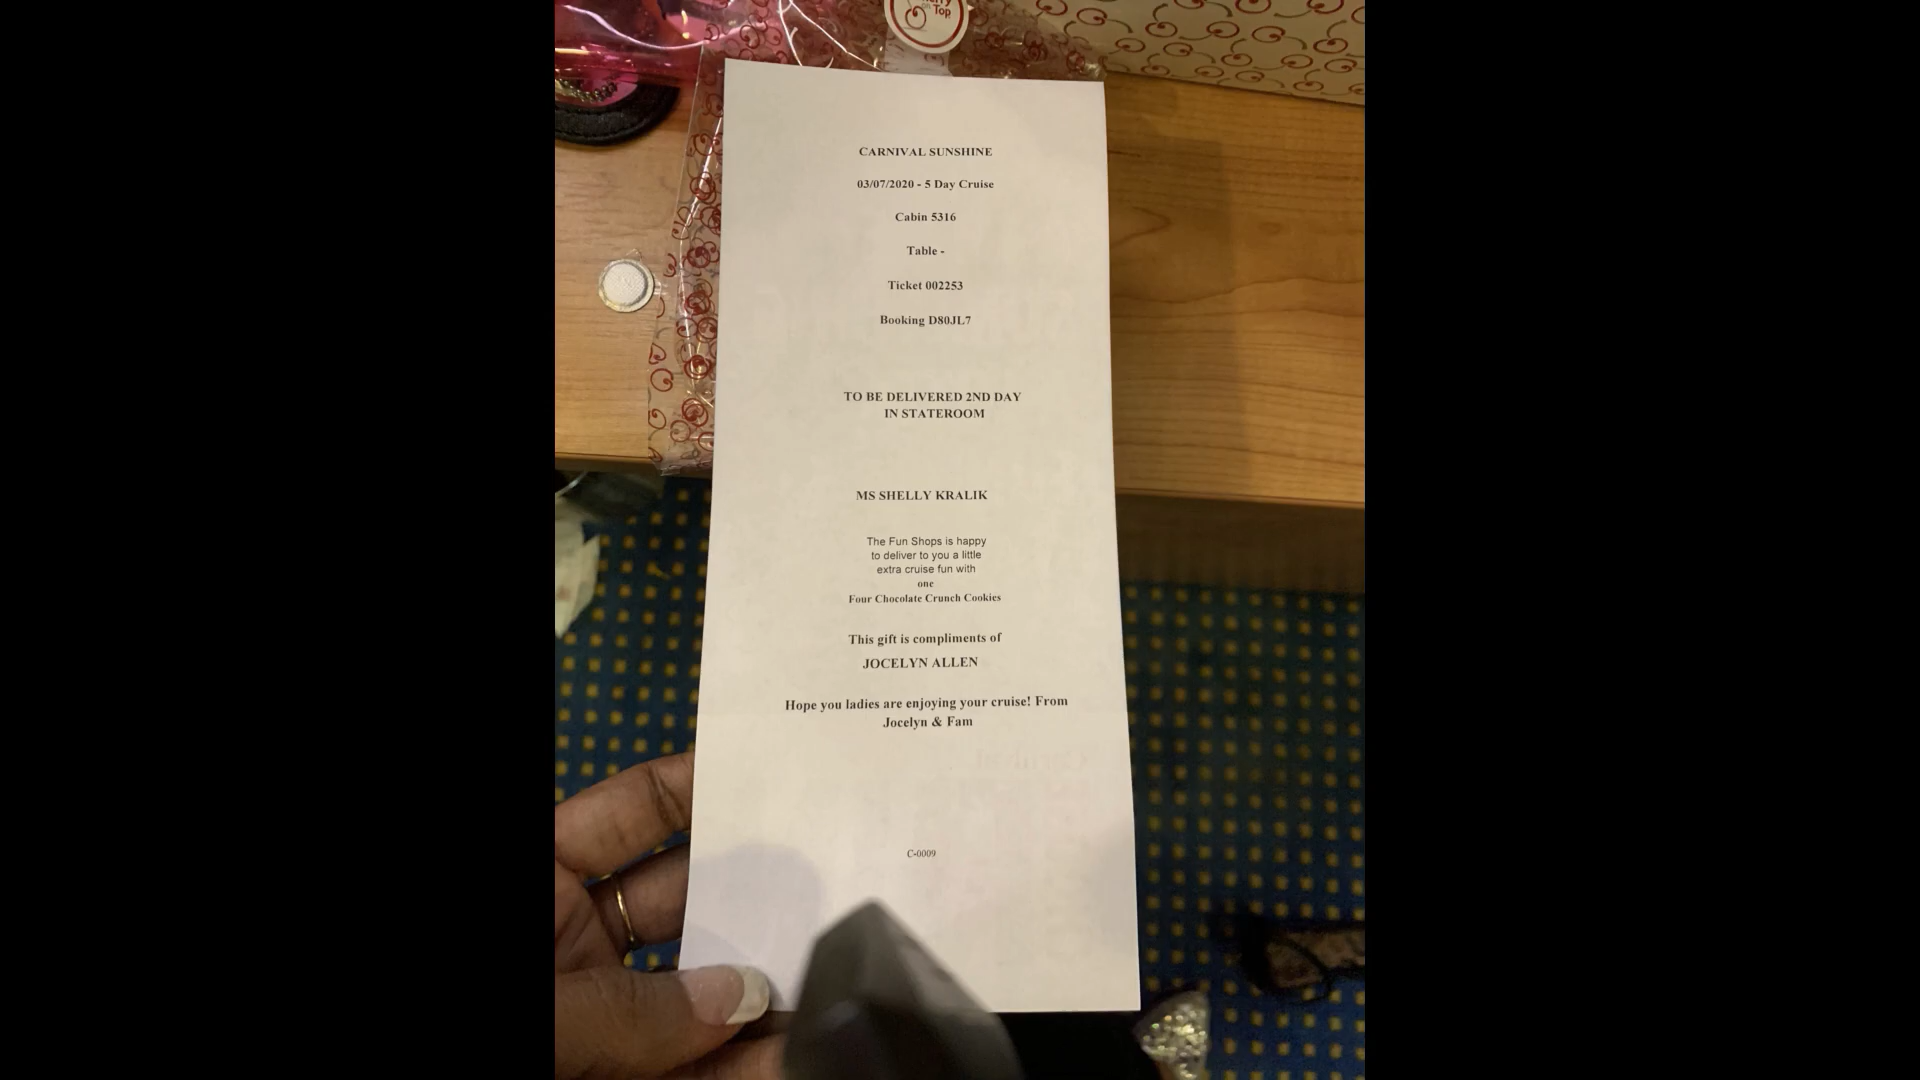 on Top
CARNIVAL SUNSHINE
03/07/2020 - 5 Day Cruise
Cabin 5316
Table -
Ticket 002253
Booking D80JL7
TO BE DELIVERED 2ND DAY
IN STATEROOM
MS SHELLY KRALIK
The Fun Shops is happy
to deliver to you a little
extra cruise fun with
one
Four Chocolate Crunch Cookies
This gift is compliments of
JOCELYN ALLEN
Hope you ladies are enjoying your cruise! From
Jocelyn & Fam
C-0009